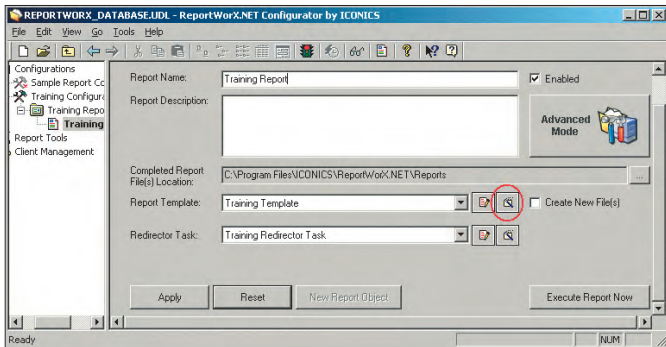 REPORTWORX_DATABASE.UDL - ReportWorX.NET Configurator by ICONICS
File Edit View Go Tools Help
Configurations
Sample Report Cc
Training Configura
Training Repo
Training
Report Tools
Client Management
Report Name:
Training Report
Enabled
Report Description:
Advanced
Mode
Completed Report
File(s) Location:
C:\Program Files\ICONICS\ReportWorX.NET\Reports
...
Report Template:
Training Template
Create New File(s)
Redirector Task:
Training Redirector Task
Apply
Reset
New Report Object
Execute Report Now
Ready
NUM